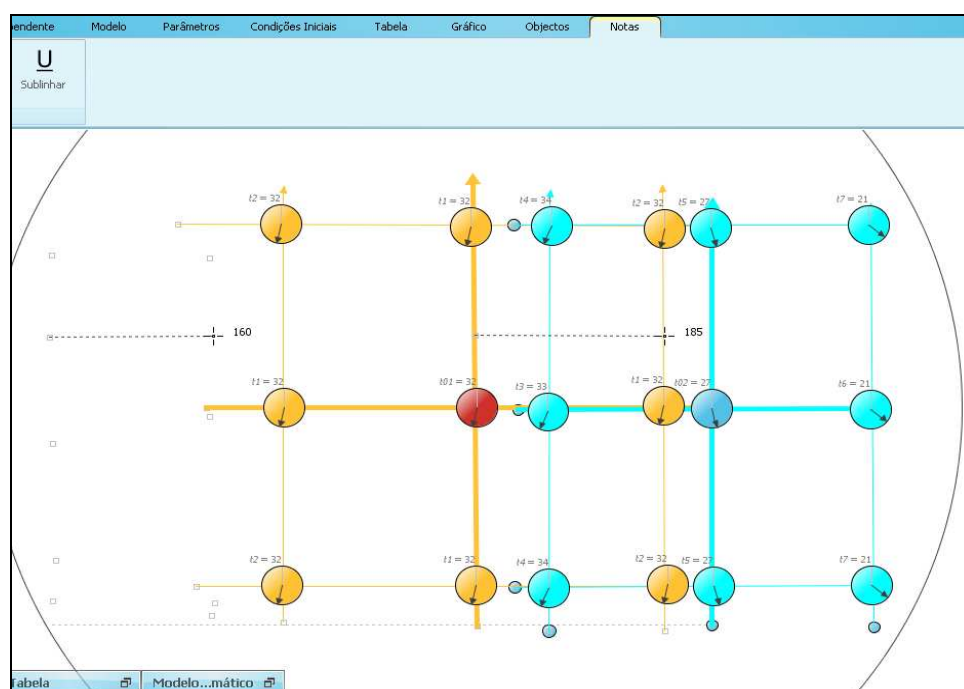 pendente Modelo Parâmetros Condições Iniciais Tabela Gráfico Objectos Notas
U
Sublinhar
t2 = 32 t1 = 32 t4 = 34 t2 = 32 t5 = 27 t7 = 21
160 185
t1 = 32 t01 = 32 t3 = 33 t1 = 32 t02 = 27 t6 = 21
t2 = 32 t1 = 32 t4 = 34 t2 = 32 t5 = 27 t7 = 21
Tabela Modelo...mático